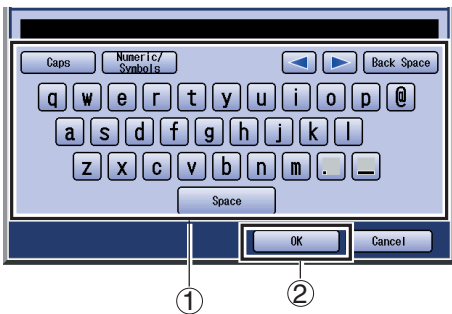 Caps Numeric/ Back Space
Symbols
q w e r t y u i o p @
a s d f g h j k l
z x c v b n m . _
Space
OK Cancel
① ②